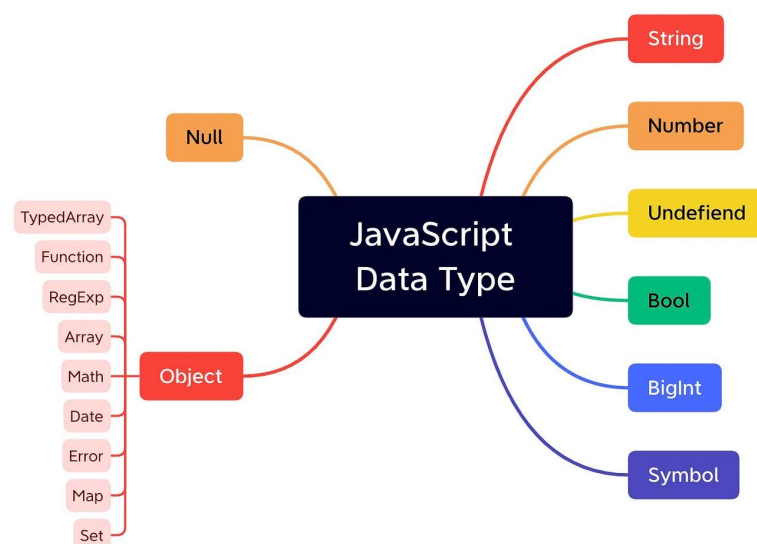 JavaScript
Data Type
String
Number
Undefiend
Bool
BigInt
Symbol
Null
Object
TypedArray
Function
RegExp
Array
Math
Date
Error
Map
Set